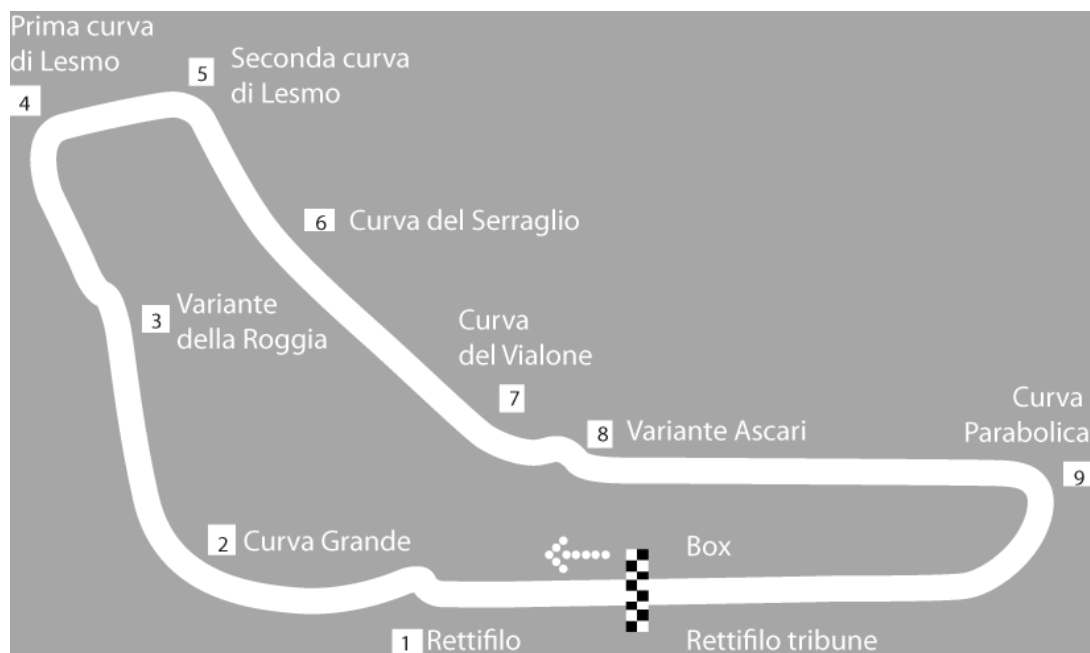 Prima curva
di Lesmo
4
5
Seconda curva
di Lesmo
6
Curva del Serraglio
3
Variante
della Roggia
Curva
del Vialone
7
8
Variante Ascari
Curva
Parabolica
9
2
Curva Grande
Box
1
Rettifilo
Rettifilo tribune